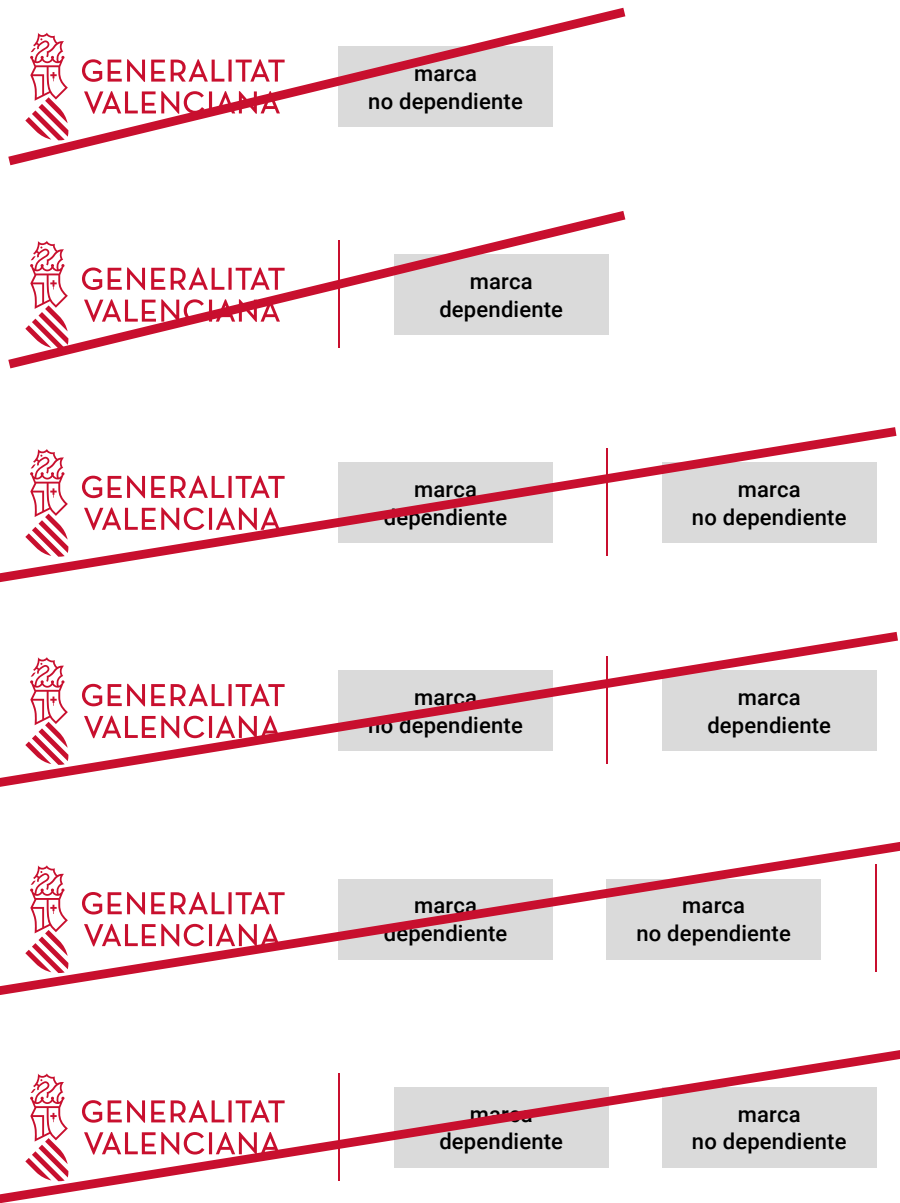 GENERALITAT
VALENCIANA
marca
no dependiente
GENERALITAT
VALENCIANA
marca
dependiente
GENERALITAT
VALENCIANA
marca
dependiente
marca
no dependiente
GENERALITAT
VALENCIANA
marca
no dependiente
marca
dependiente
GENERALITAT
VALENCIANA
marca
dependiente
marca
no dependiente
GENERALITAT
VALENCIANA
marca
dependiente
marca
no dependiente